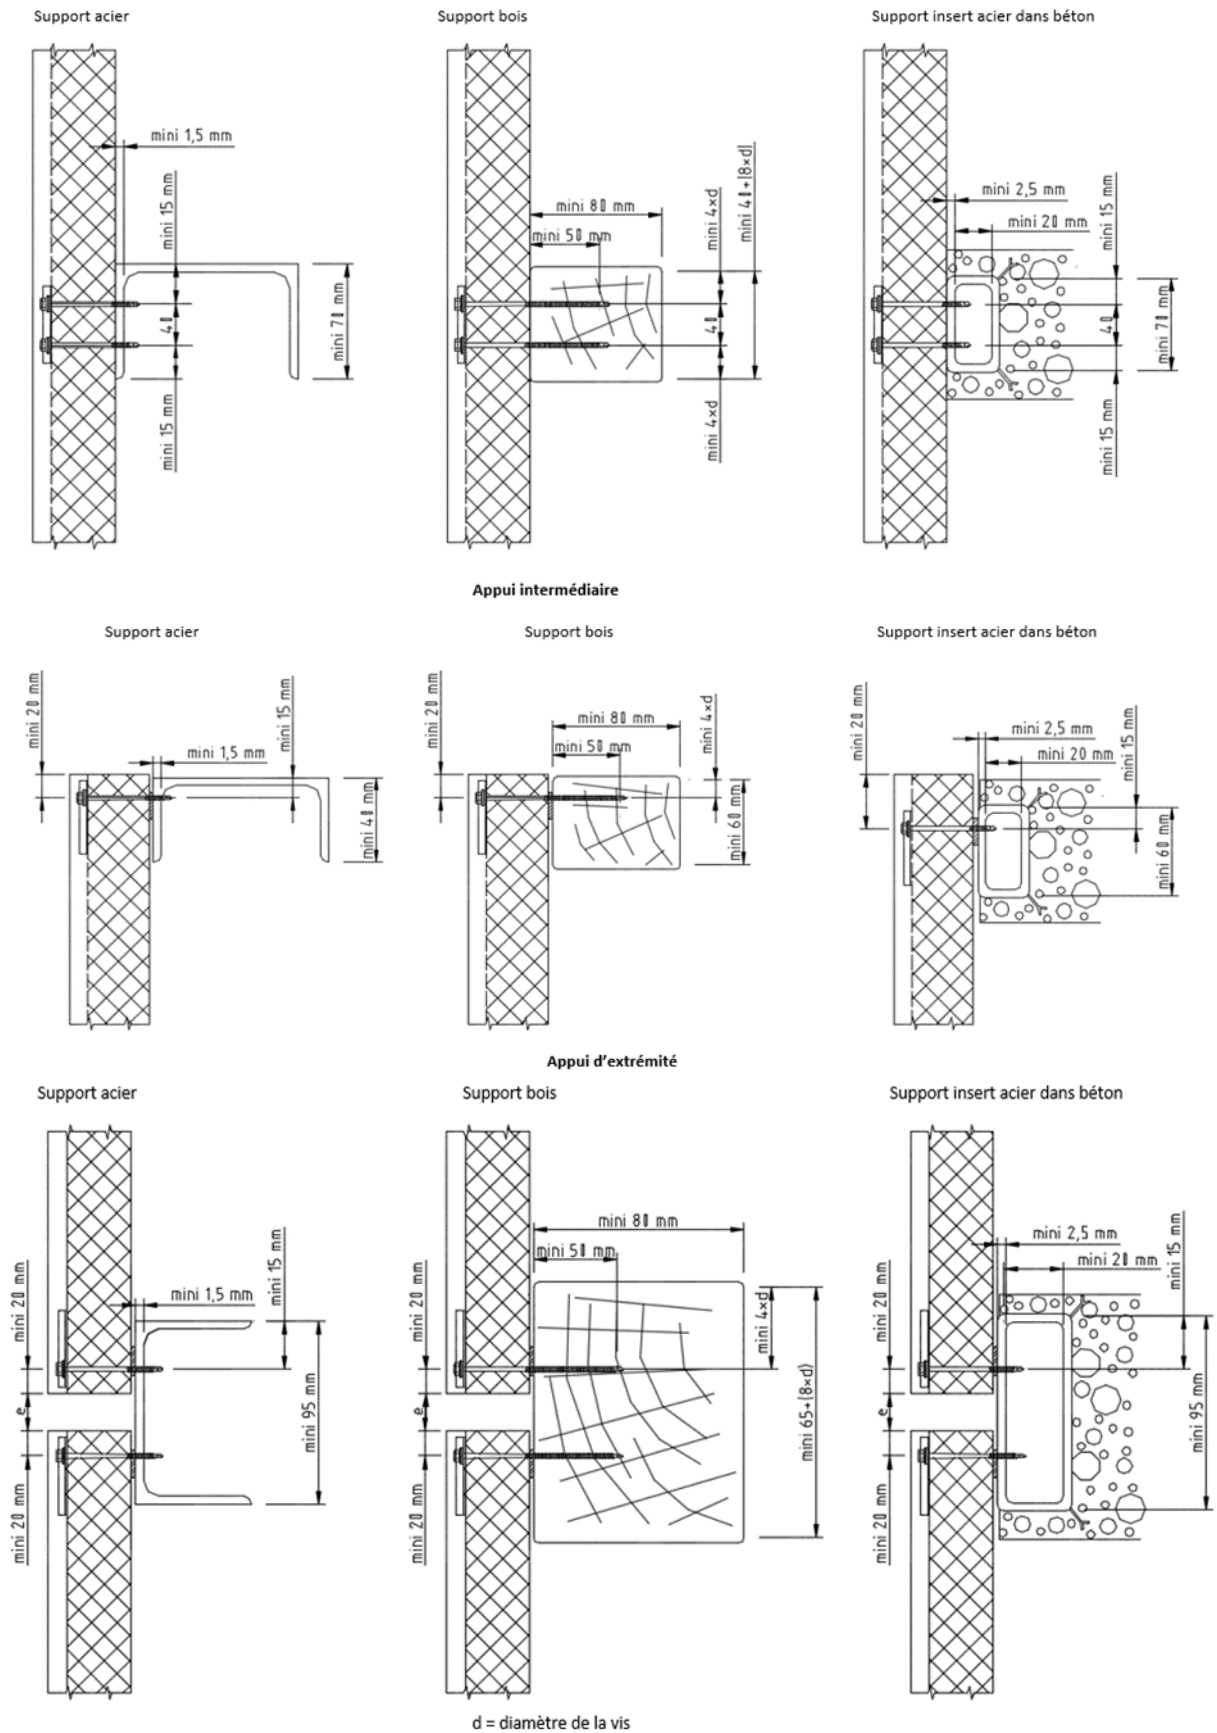 Support acier
Support bois
Support insert acier dans béton
mini 1,5 mm
mini 15 mm
40
mini 15 mm
mini 70 mm
mini 80 mm
mini 50 mm
mini 4×d
40
mini 4×d
mini 40+(8×d)
mini 2,5 mm
mini 20 mm
mini 15 mm
40
mini 15 mm
mini 70 mm
Appui intermédiaire
Support acier
Support bois
Support insert acier dans béton
mini 20 mm
mini 1,5 mm
mini 15 mm
mini 40 mm
mini 20 mm
mini 80 mm
mini 50 mm
mini 4×d
mini 60 mm
mini 20 mm
mini 2,5 mm
mini 20 mm
mini 15 mm
mini 60 mm
Appui d’extrémité
Support acier
Support bois
Support insert acier dans béton
mini 20 mm
e
mini 20 mm
mini 1,5 mm
mini 15 mm
mini 95 mm
mini 20 mm
e
mini 20 mm
mini 80 mm
mini 50 mm
mini 4×d
mini 65+(8×d)
mini 20 mm
e
mini 20 mm
mini 2,5 mm
mini 20 mm
mini 15 mm
mini 95 mm
d = diamètre de la vis